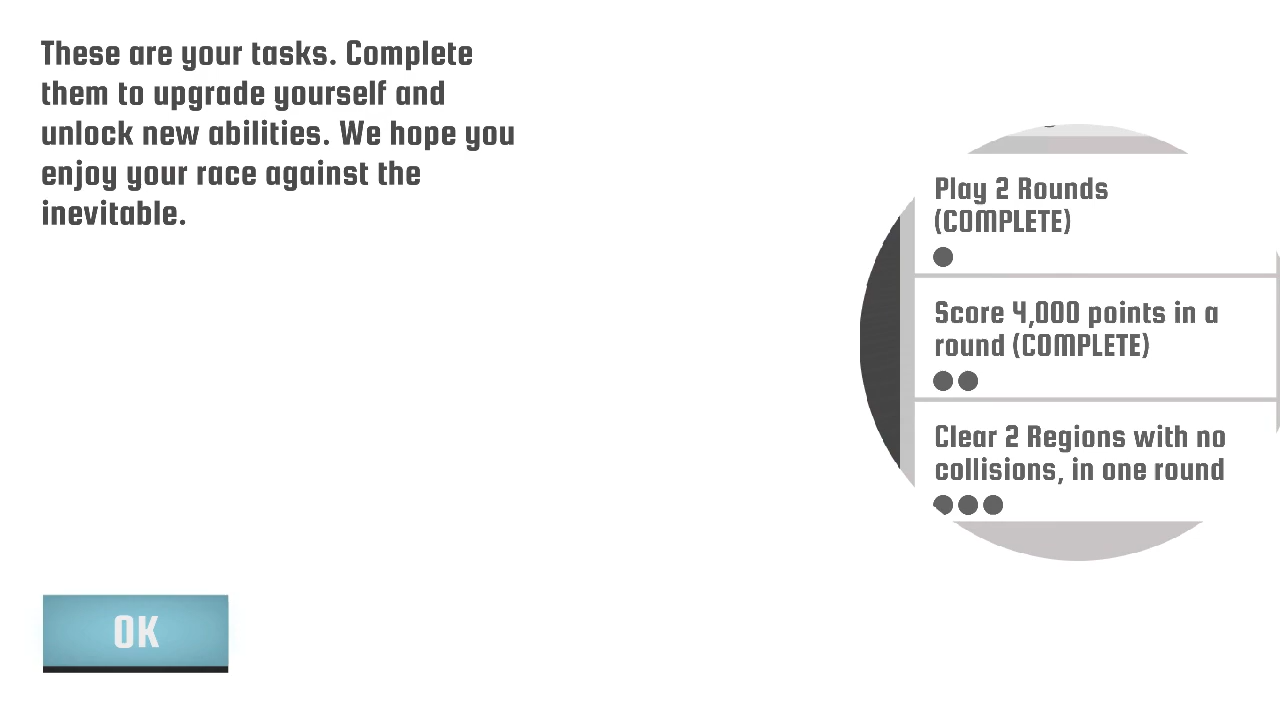 These are your tasks. Complete
them to upgrade yourself and
unlock new abilities. We hope you
enjoy your race against the
inevitable.
Play 2 Rounds
(COMPLETE)
Score 4,000 points in a
round (COMPLETE)
Clear 2 Regions with no
collisions, in one round
OK